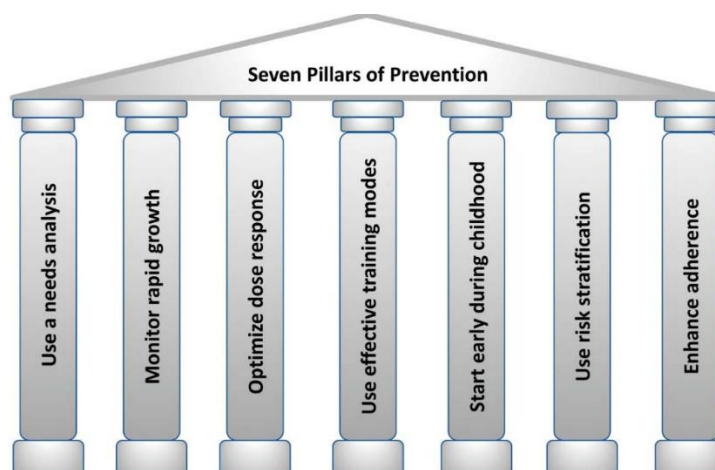 Seven Pillars of Prevention
Use a needs analysis
Monitor rapid growth
Optimize dose response
Use effective training modes
Start early during childhood
Use risk stratification
Enhance adherence